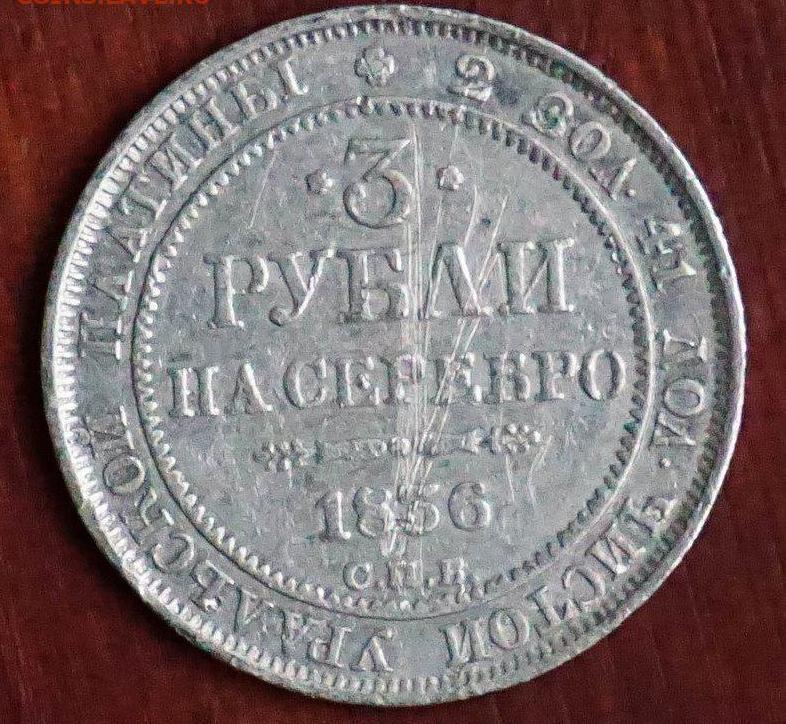 2 ЗОЛ. 41 ДОЛ. ЧИСТОЙ УРАЛЬСКОЙ ПЛАТИНЫ
3
РУБЛИ
НА СЕРЕБРО
1836
С.П.Б.